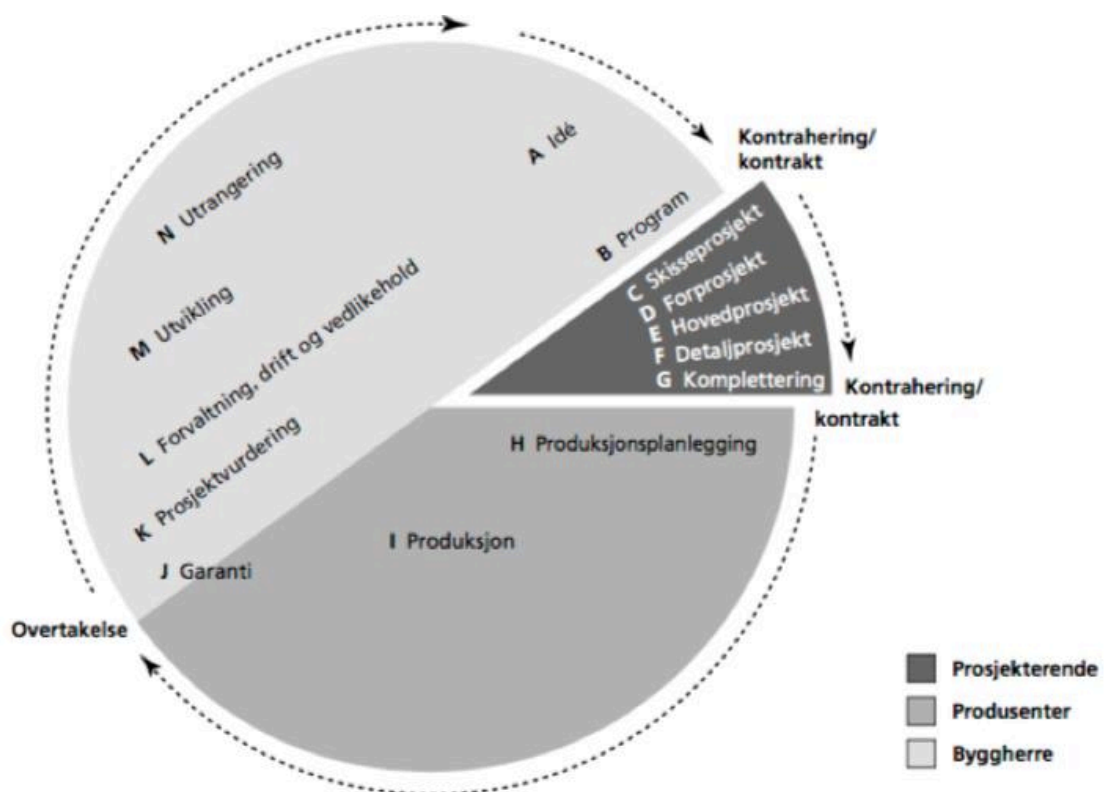 Kontrahering/
kontrakt
A Idé
B Program
C Skisseprosjekt
D Forprosjekt
E Hovedprosjekt
F Detaljprosjekt
G Komplettering
Kontrahering/
kontrakt
H Produksjonsplanlegging
I Produksjon
J Garanti
Overtakelse
K Prosjektvurdering
L Forvaltning, drift og vedlikehold
M Utvikling
N Utrangering
Prosjekterende
Produsenter
Byggherre